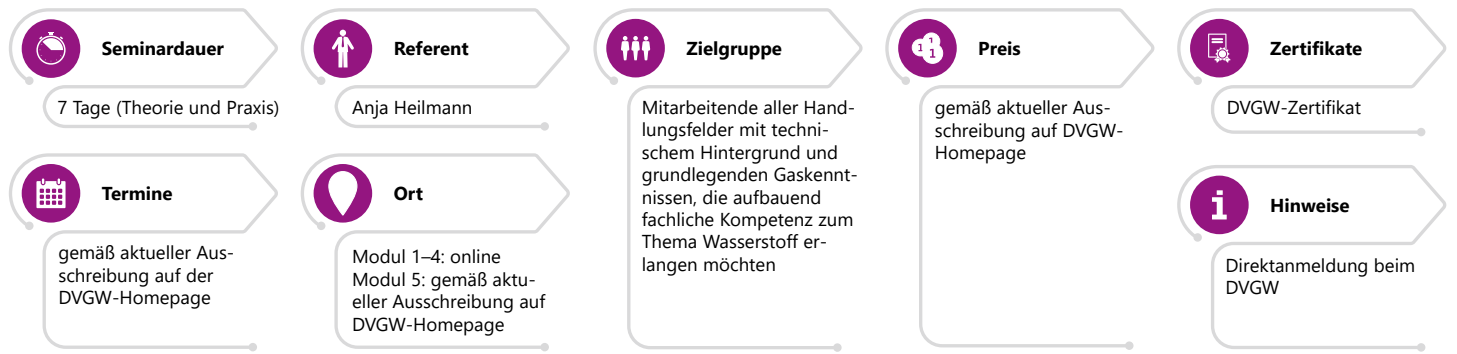 Seminardauer
7 Tage (Theorie und Praxis)
Referent
Anja Heilmann
Zielgruppe
Mitarbeitende aller Hand-
lungsfelder mit techni-
schem Hintergrund und
grundlegenden Gaskennt-
nissen, die aufbauend
fachliche Kompetenz zum
Thema Wasserstoff er-
langen möchten
Preis
1 1
1
gemäß aktueller Aus-
schreibung auf DVGW-
Homepage
Zertifikate
DVGW-Zertifikat
Termine
gemäß aktueller Aus-
schreibung auf der
DVGW-Homepage
Ort
Modul 1–4: online
Modul 5: gemäß aktu-
eller Ausschreibung auf
DVGW-Homepage
i
Hinweise
Direktanmeldung beim
DVGW